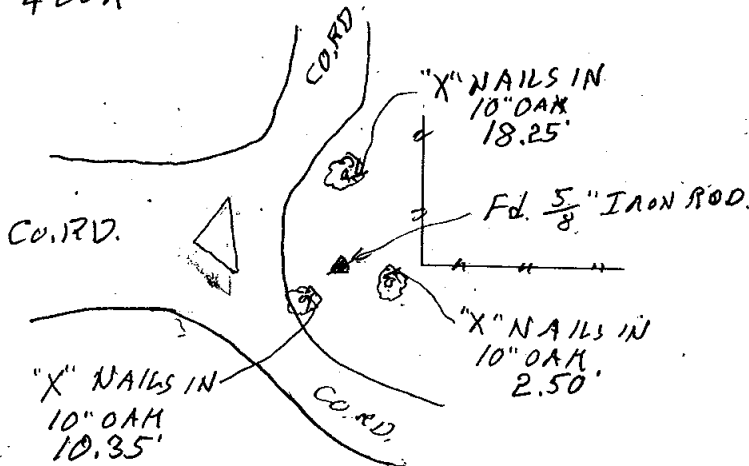 CO. RD.
"X" NAILS IN
10" OAK
18.25'
Fd. 5/8" IRON ROD.
CO. RD.
"X" NAILS IN
10" OAK
2.50'
"X" NAILS IN
10" OAK
10.35'
CO. RD.